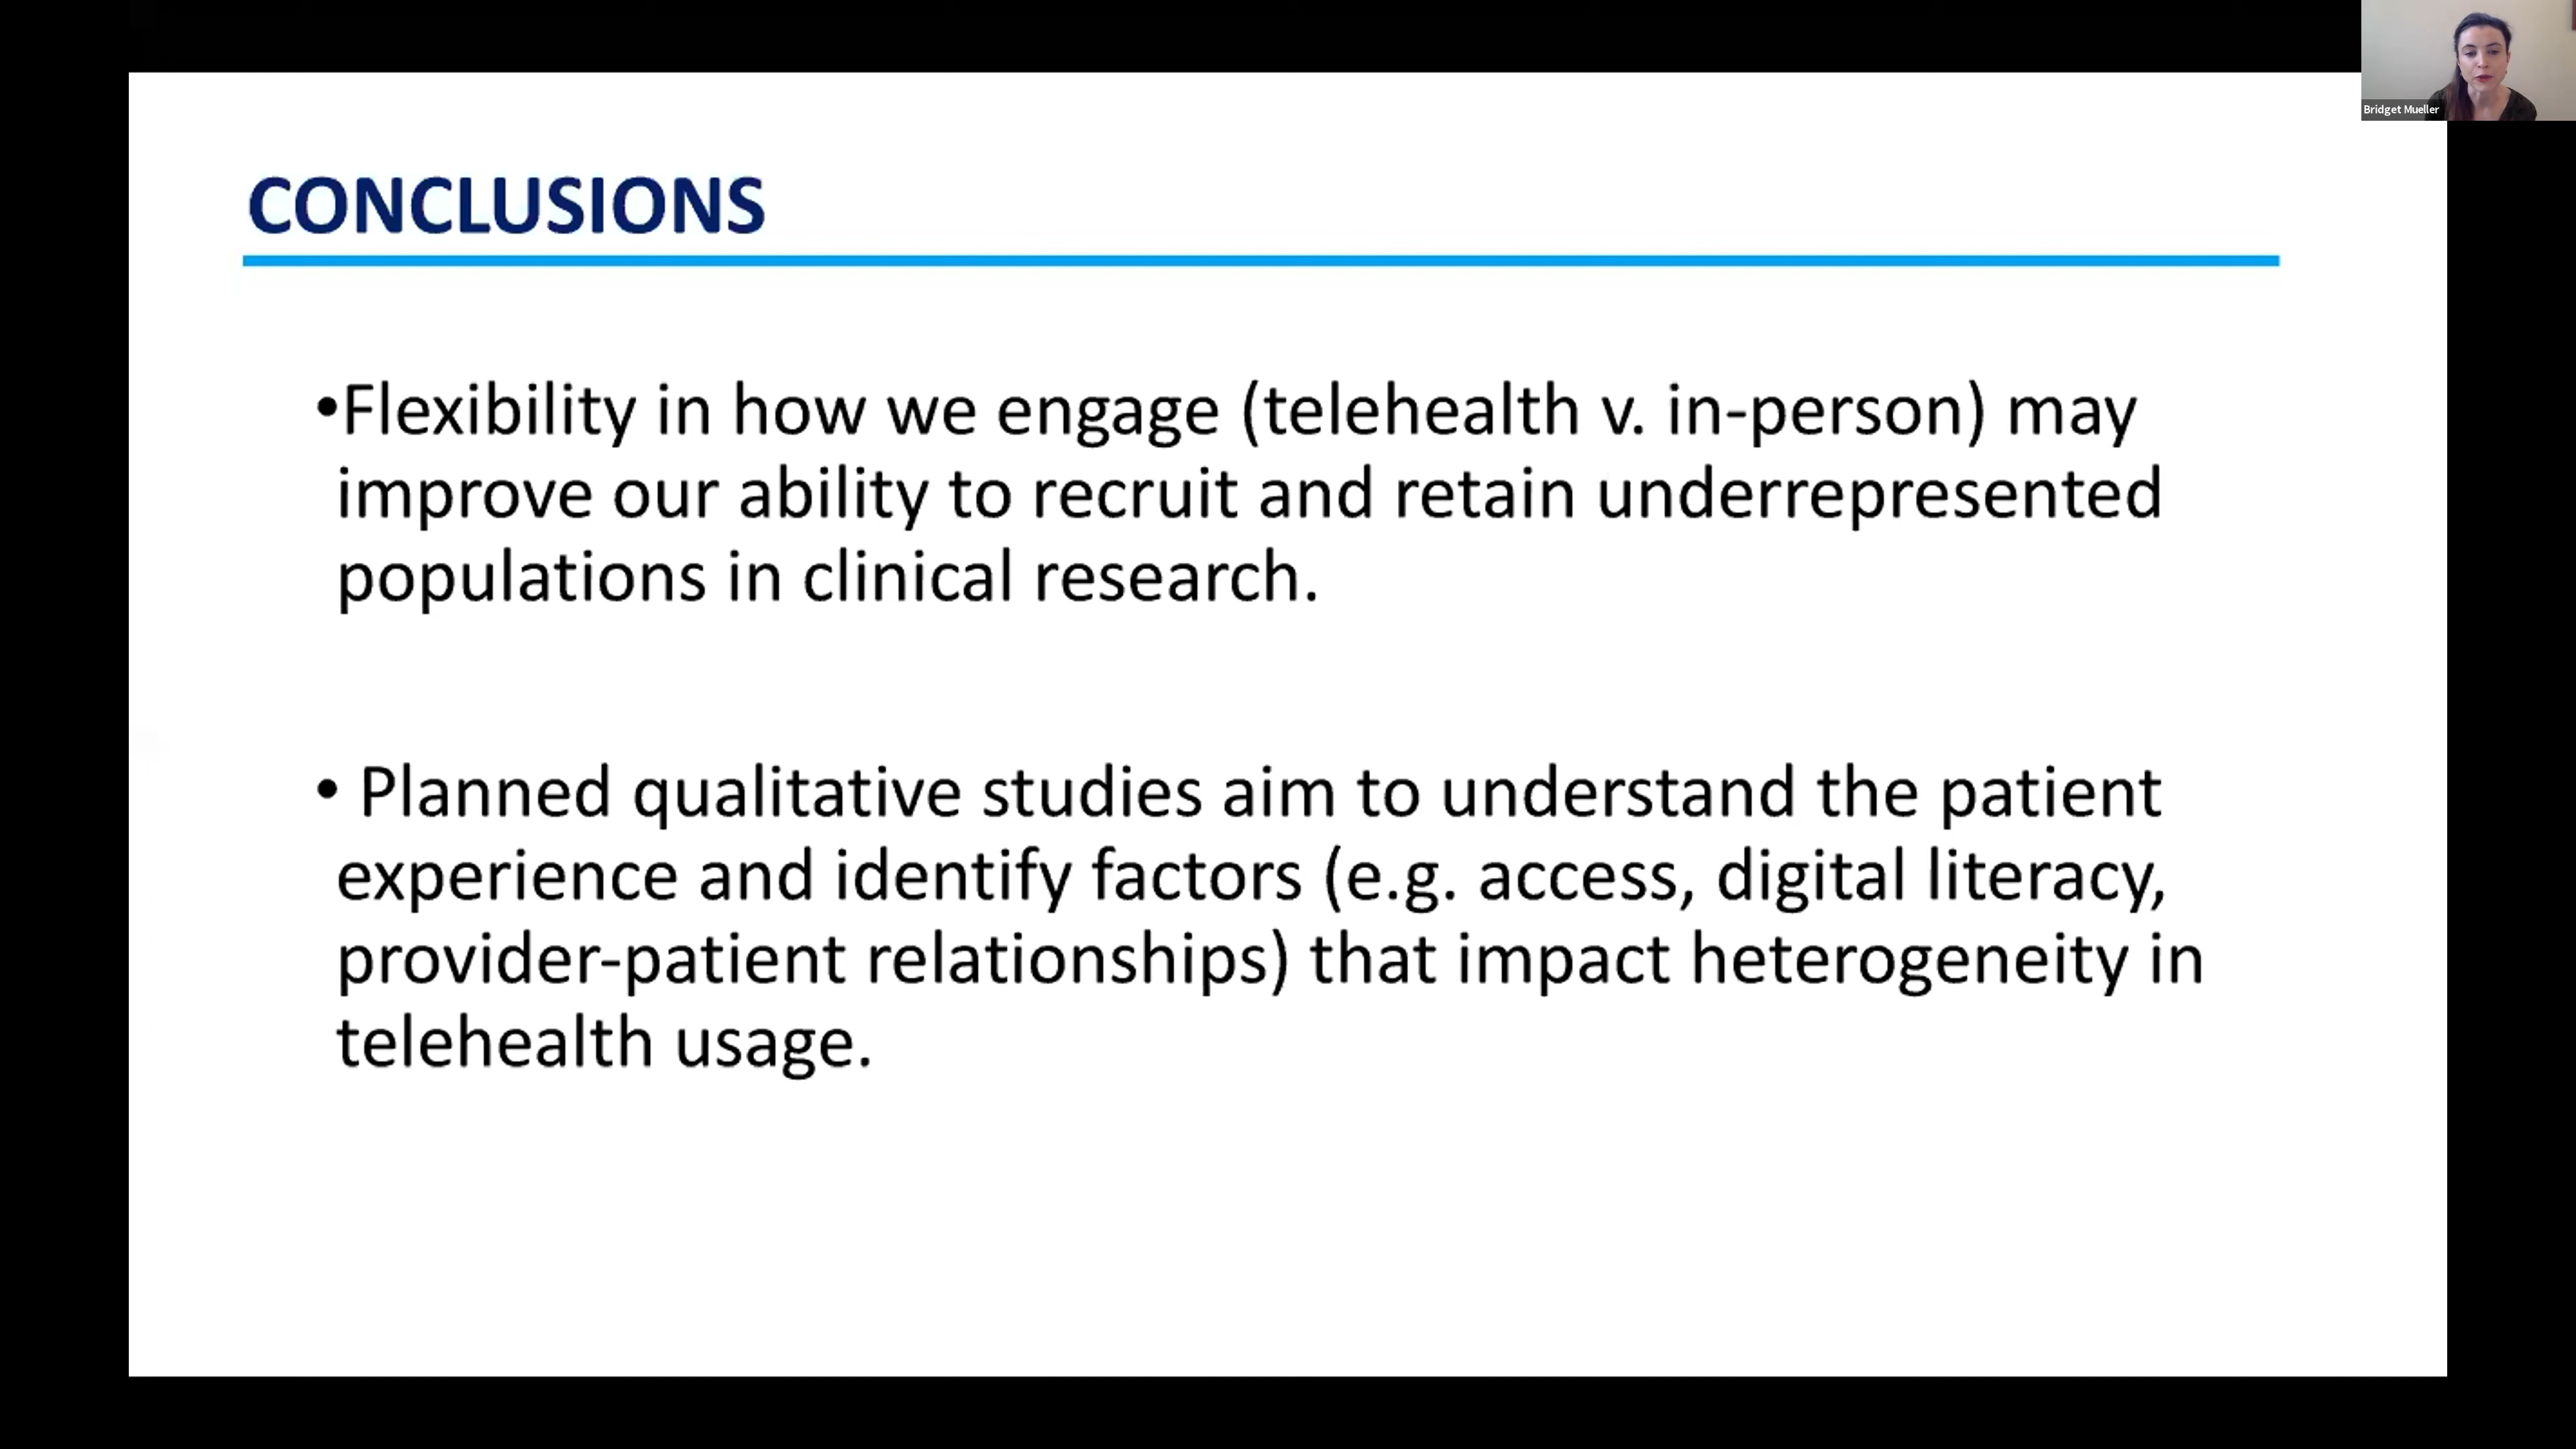 Bridget Mueller
CONCLUSIONS
•Flexibility in how we engage (telehealth v. in-person) may
improve our ability to recruit and retain underrepresented
populations in clinical research.
• Planned qualitative studies aim to understand the patient
experience and identify factors (e.g. access, digital literacy,
provider-patient relationships) that impact heterogeneity in
telehealth usage.